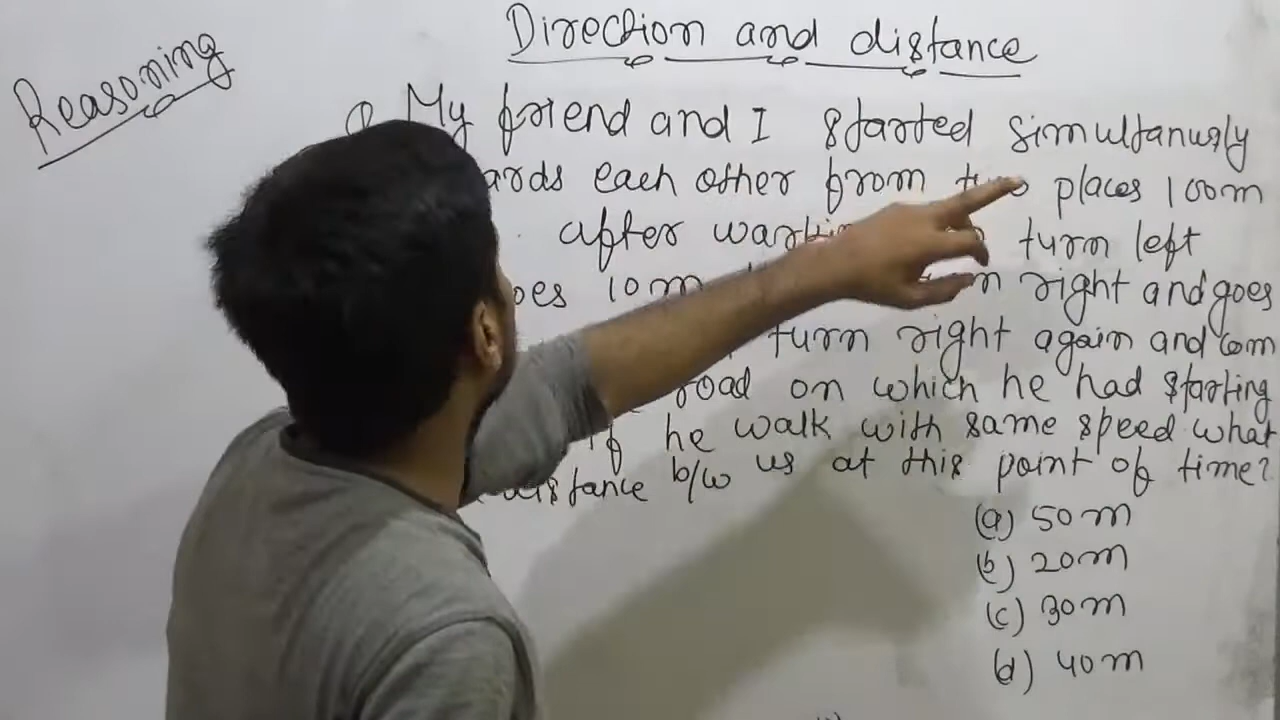 Direction and distance
Reasoning
My friend and I started simultanusly
ards each other from two places 100m
after turn left
oes 10m right and goes
turn right again and com
road on which he had starting
if he walk with same speed what
distance b/w us at this point of time?
(a) 50m
(b) 20m
(c) 30m
(d) 40m